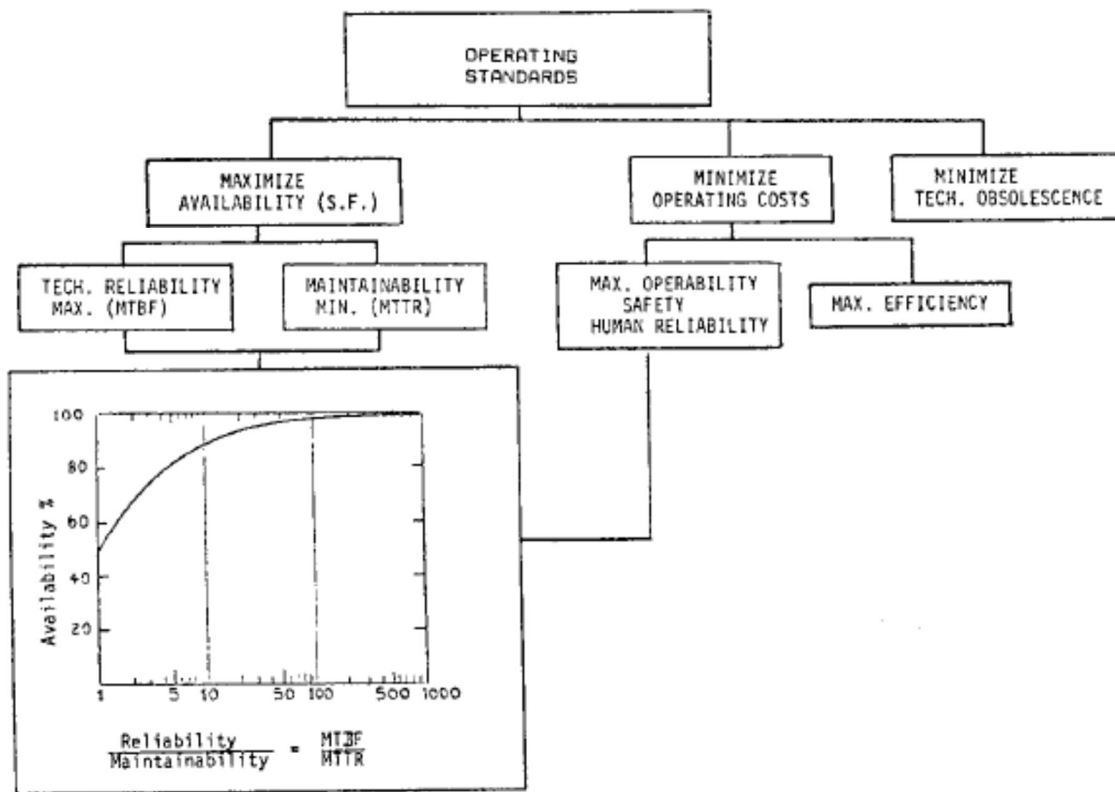 OPERATING
STANDARDS
MAXIMIZE
AVAILABILITY (S.F.)
MINIMIZE
OPERATING COSTS
MINIMIZE
TECH. OBSOLESCENCE
TECH. RELIABILITY
MAX. (MTBF)
MAINTAINABILITY
MIN. (MTTR)
MAX. OPERABILITY
SAFETY
HUMAN RELIABILITY
MAX. EFFICIENCY
100
80
60
40
20
Availability %
1 5 10 50 100 500 1000
Reliability
Maintainability
=
MTBF
MTTR